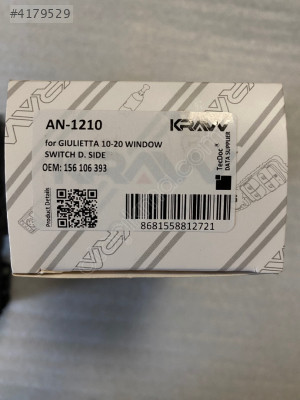 #4179529
AN-1210
KRAW
for GIULIETTA 10-20 WINDOW
SWITCH D. SIDE
OEM: 156 106 393
TecDoc
DATA SUPPLIER
Product Details
8681558812721